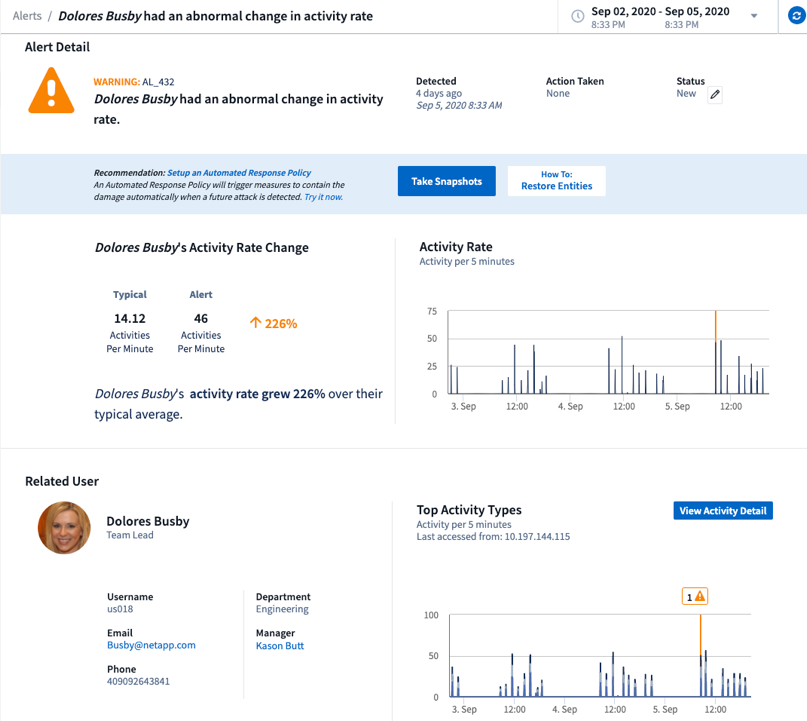 Alerts / Dolores Busby had an abnormal change in activity rate
Sep 02, 2020 - Sep 05, 2020
8:33 PM 8:33 PM
Alert Detail
WARNING: AL_432
Dolores Busby had an abnormal change in activity
rate.
Detected
4 days ago
Sep 5, 2020 8:33 AM
Action Taken
None
Status
New
Recommendation: Setup an Automated Response Policy
An Automated Response Policy will trigger measures to contain the
damage automatically when a future attack is detected. Try it now.
Take Snapshots
How To:
Restore Entities
Dolores Busby's Activity Rate Change
Typical
14.12
Activities
Per Minute
Alert
46
Activities
Per Minute
226%
Dolores Busby's activity rate grew 226% over their
typical average.
Activity Rate
Activity per 5 minutes
75
50
25
0
3. Sep 12:00 4. Sep 12:00 5. Sep 12:00
Related User
Dolores Busby
Team Lead
Username
us018
Email
Busby@netapp.com
Phone
409092643841
Department
Engineering
Manager
Kason Butt
Top Activity Types
Activity per 5 minutes
Last accessed from: 10.197.144.115
View Activity Detail
1
100
50
0
3. Sep 12:00 4. Sep 12:00 5. Sep 12:00